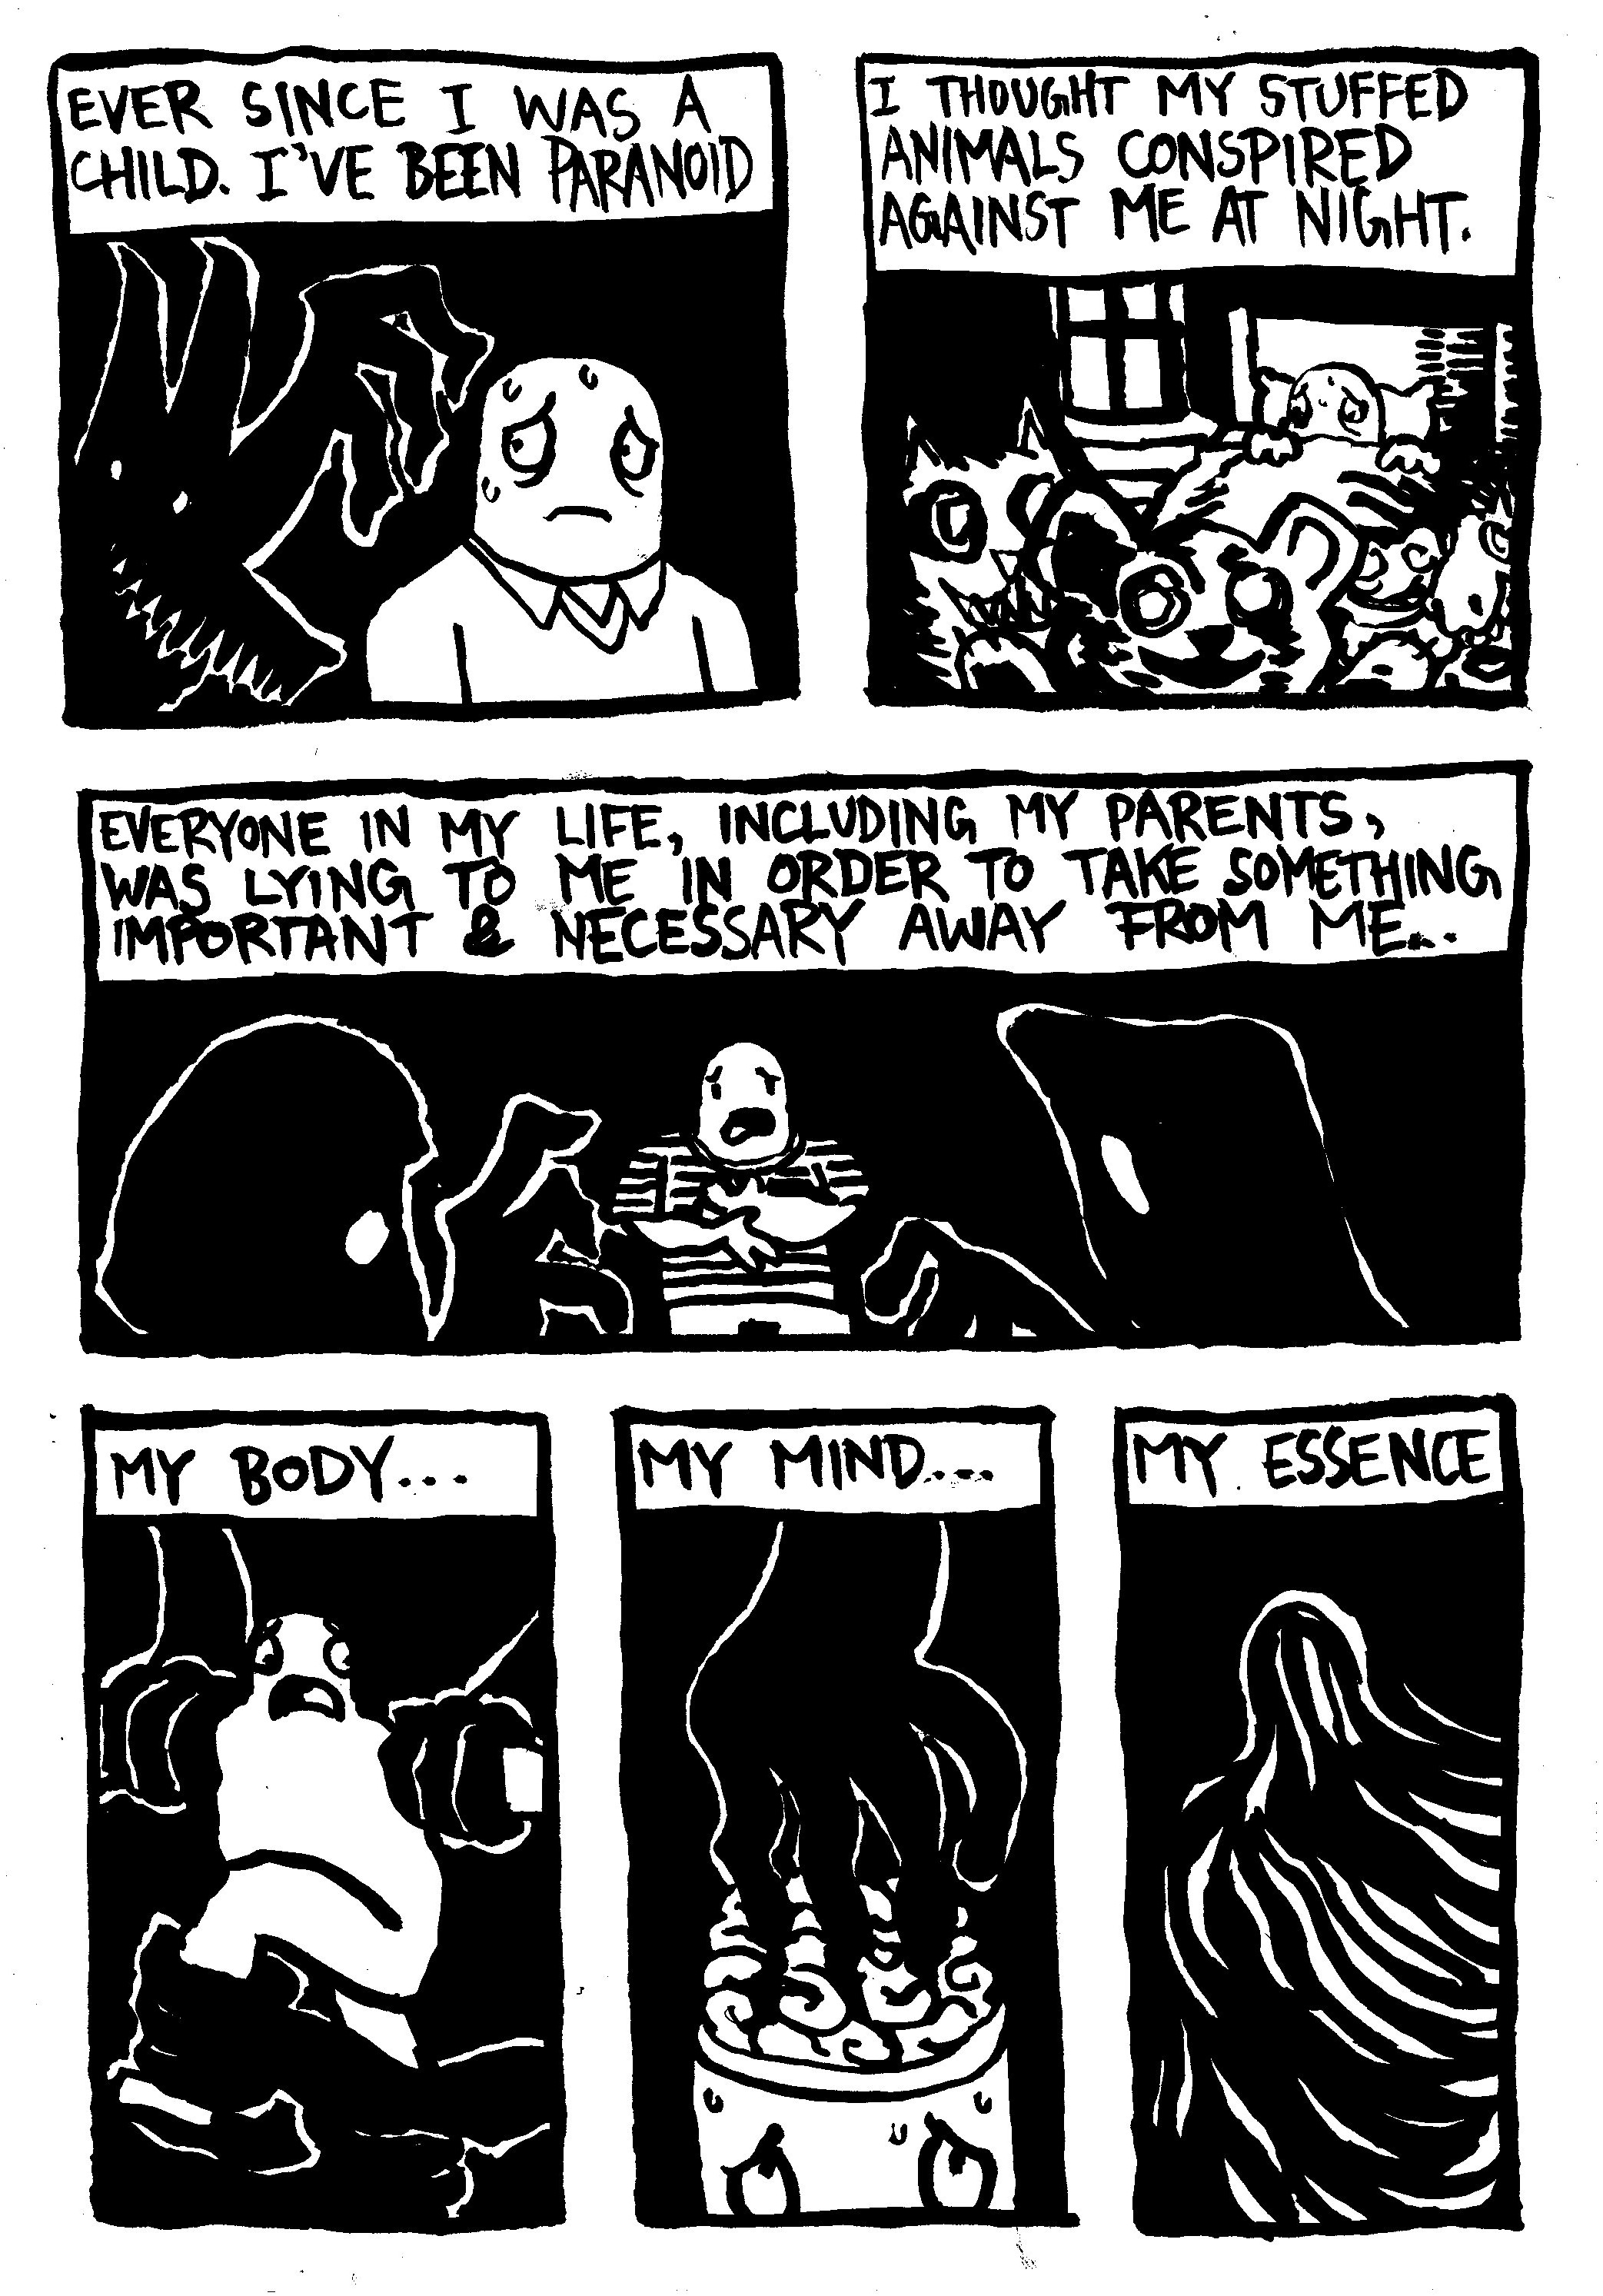 EVER SINCE I WAS A
CHILD. I'VE BEEN PARANOID
I THOUGHT MY STUFFED
ANIMALS CONSPIRED
AGAINST ME AT NIGHT.
EVERYONE IN MY LIFE, INCLUDING MY PARENTS,
WAS LYING TO ME IN ORDER TO TAKE SOMETHING
IMPORTANT & NECESSARY AWAY FROM ME...
MY BODY...
MY MIND...
MY ESSENCE